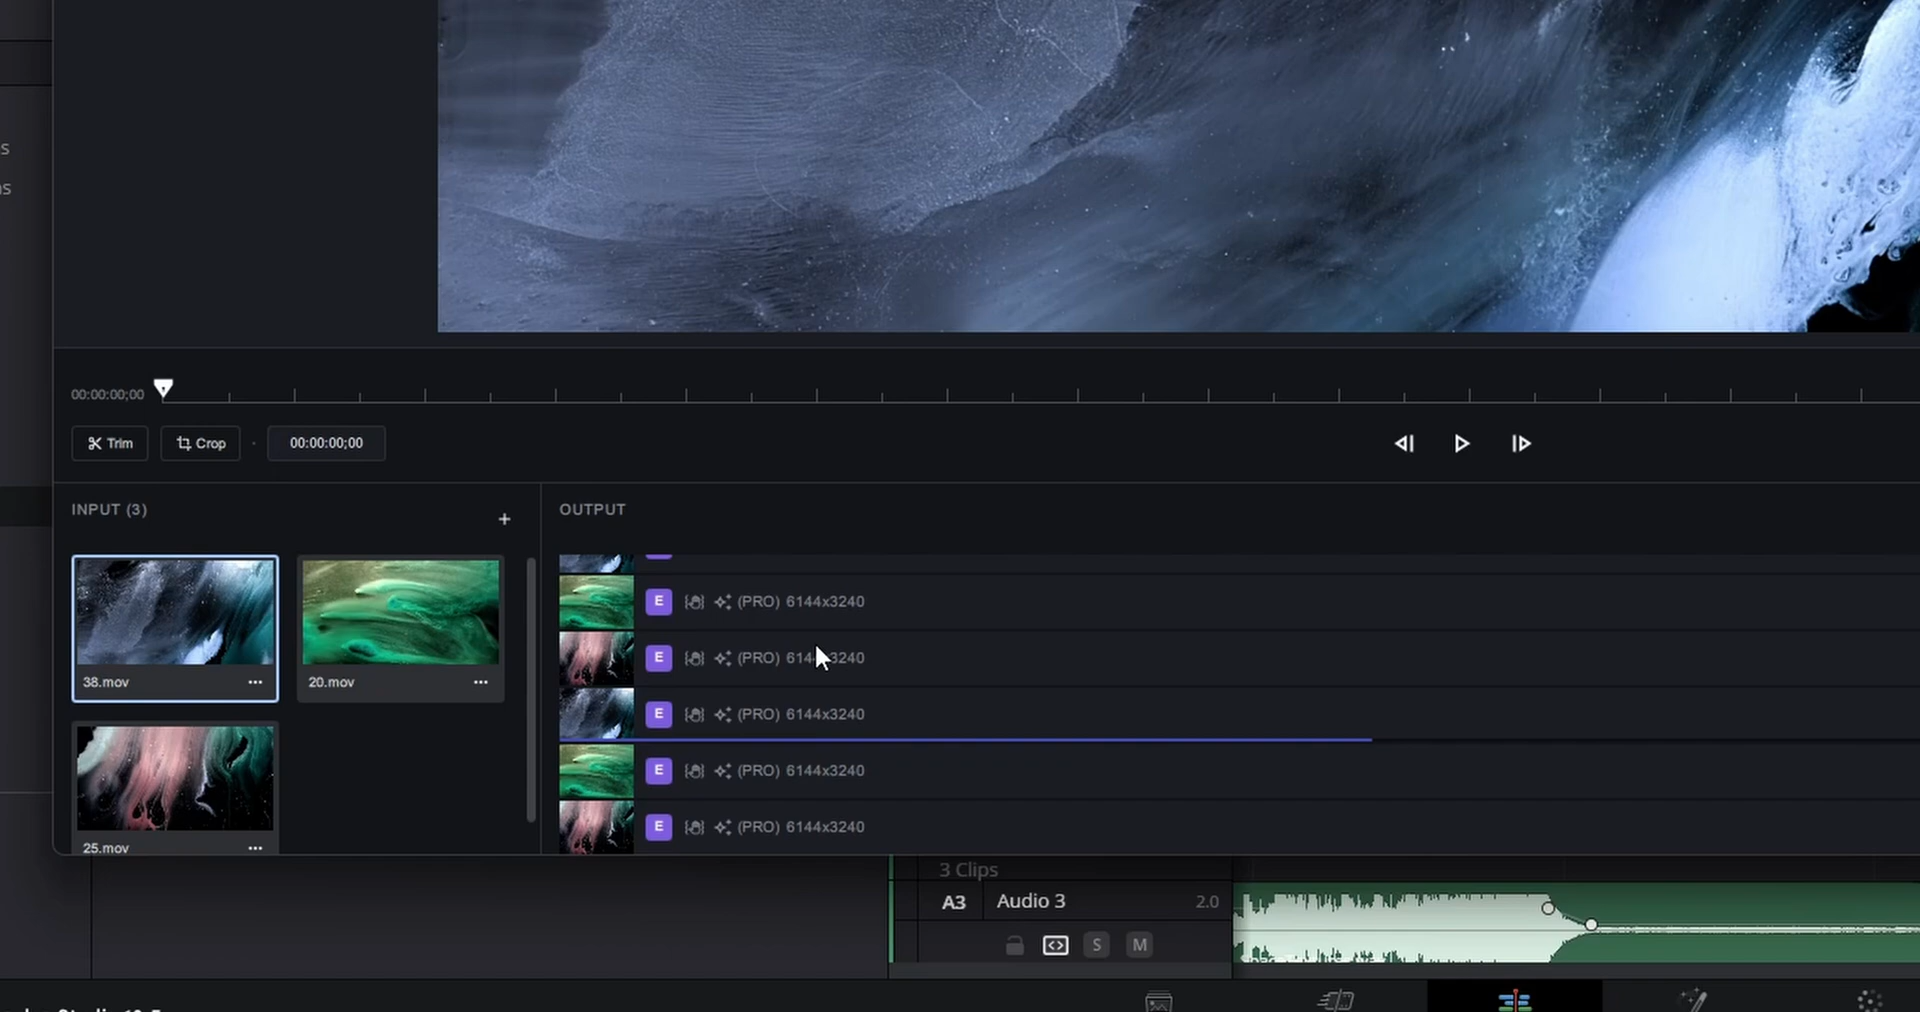 s
as
00:00:00;00
Trim
Crop
00:00:00;00
INPUT (3)
+
OUTPUT
38.mov
20.mov
25.mov
E (PRO) 6144x3240
E (PRO) 6144x3240
E (PRO) 6144x3240
E (PRO) 6144x3240
E (PRO) 6144x3240
3 Clips
A3 Audio 3 2.0
S M